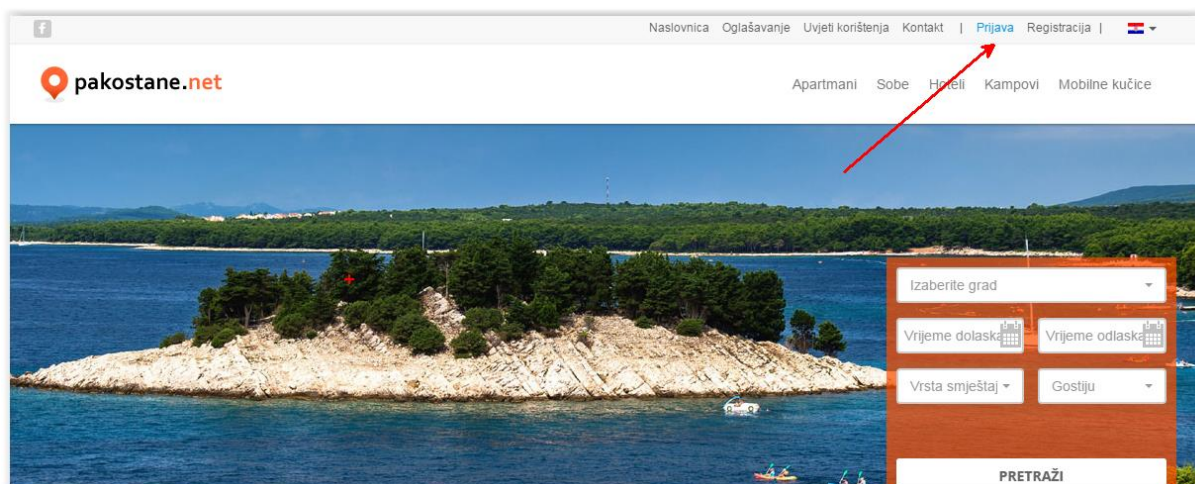 Naslovnica Oglašavanje Uvjeti korištenja Kontakt | Prijava Registracija |
pakostane.net
Apartmani Sobe Hoteli Kampovi Mobilne kućice
Izaberite grad
Vrijeme dolaska Vrijeme odlaska
Vrsta smještaj Gostiju
PRETRAŽI